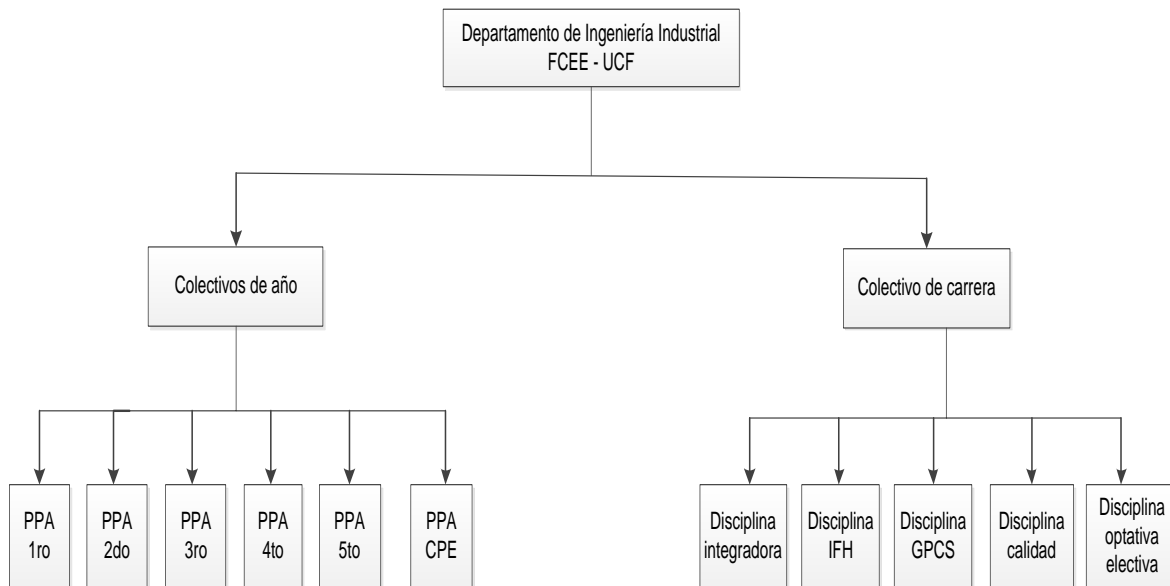 Departamento de Ingeniería Industrial
FCEE - UCF
Colectivos de año
Colectivo de carrera
PPA
1ro
PPA
2do
PPA
3ro
PPA
4to
PPA
5to
PPA
CPE
Disciplina
integradora
Disciplina
IFH
Disciplina
GPCS
Disciplina
calidad
Disciplina
optativa
electiva